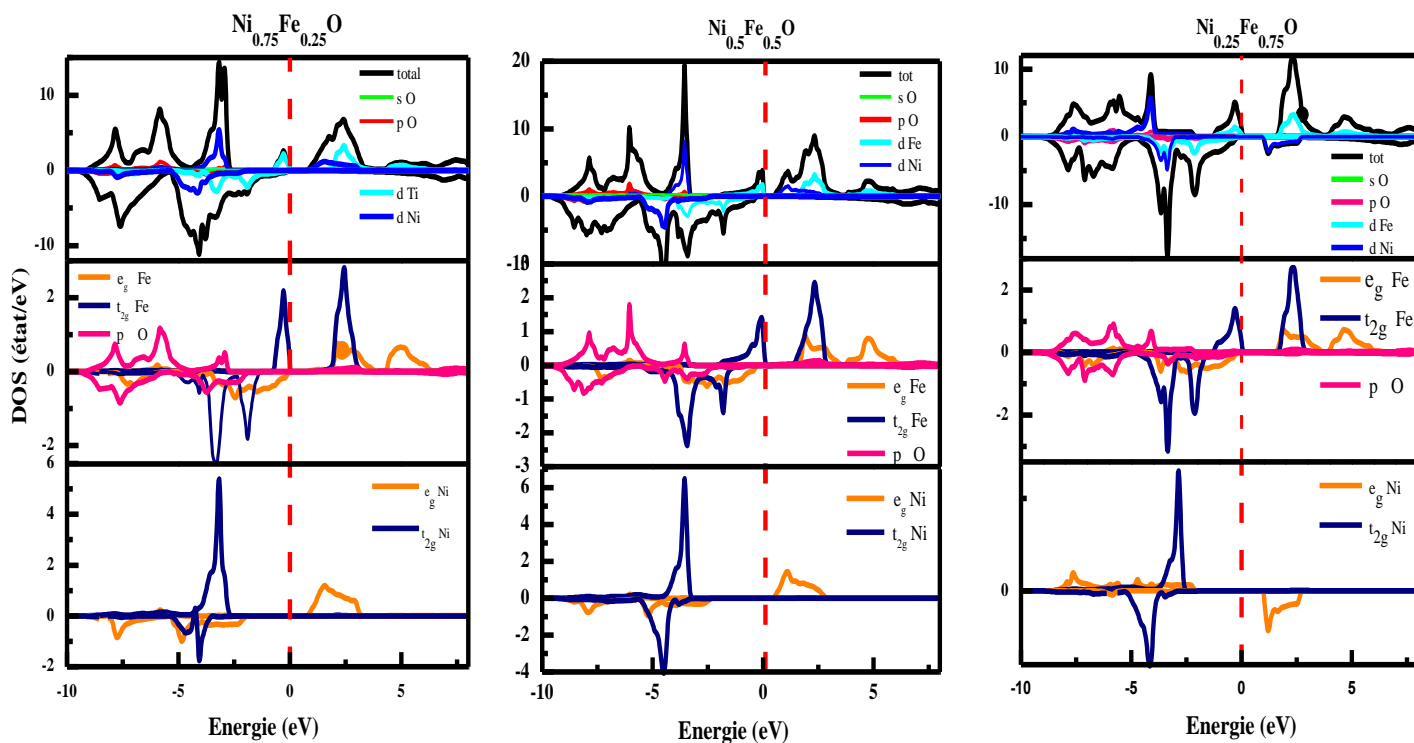 Ni0.75Fe0.25O
10
0
-10
total
s O
p O
d Ti
d Ni
DOS (état/eV)
2
0
-2
eg Fe
t2g Fe
p O
6
4
2
0
-2
eg Ni
t2g Ni
-10
-5
0
5
Energie (eV)
Ni0.5Fe0.5O
20
10
0
-10
tot
s O
p O
d Fe
d Ni
3
2
1
0
-1
-2
-3
eg Fe
t2g Fe
p O
6
4
2
0
-2
-4
eg Ni
t2g Ni
-10
-5
0
5
Energie (eV)
Ni0.25Fe0.75O
10
0
-10
tot
s O
p O
d Fe
d Ni
2
0
-2
eg Fe
t2g Fe
p O
0
eg Ni
t2g Ni
-10
-5
0
5
Energie (eV)